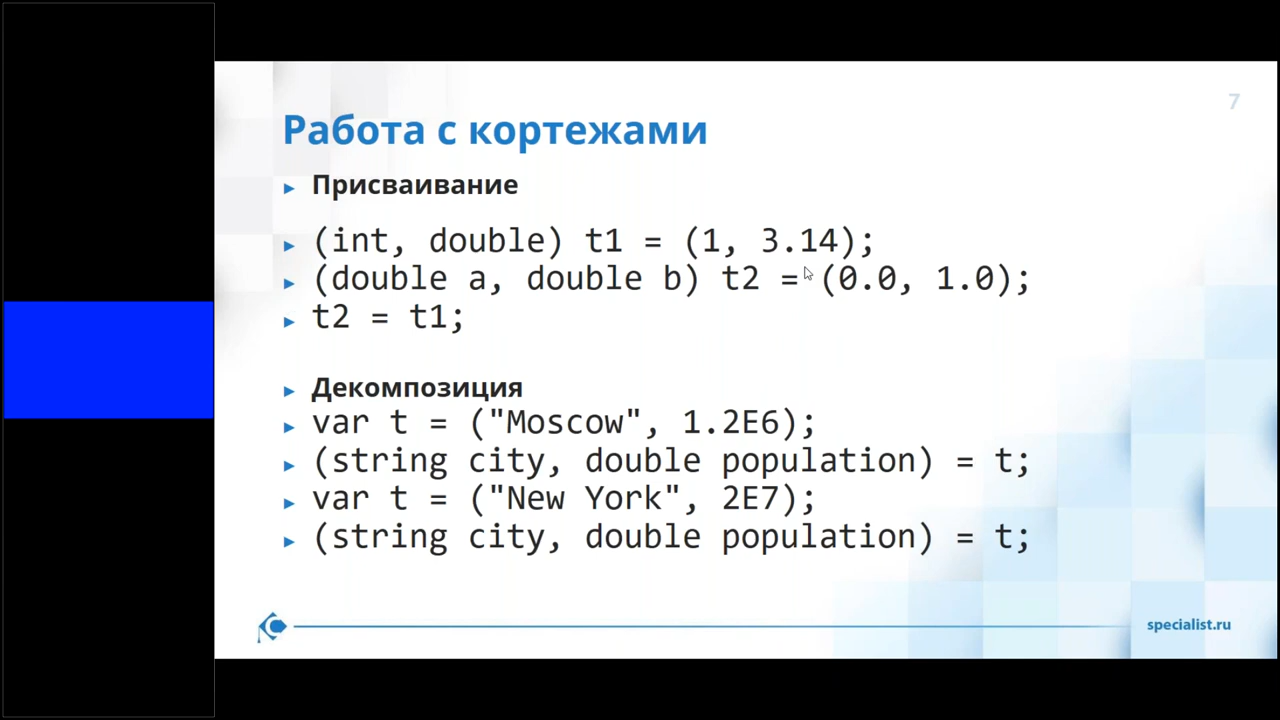 7
Работа с кортежами
Присваивание
(int, double) t1 = (1, 3.14);
(double a, double b) t2 = (0.0, 1.0);
t2 = t1;
Декомпозиция
var t = ("Moscow", 1.2E6);
(string city, double population) = t;
var t = ("New York", 2E7);
(string city, double population) = t;
specialist.ru